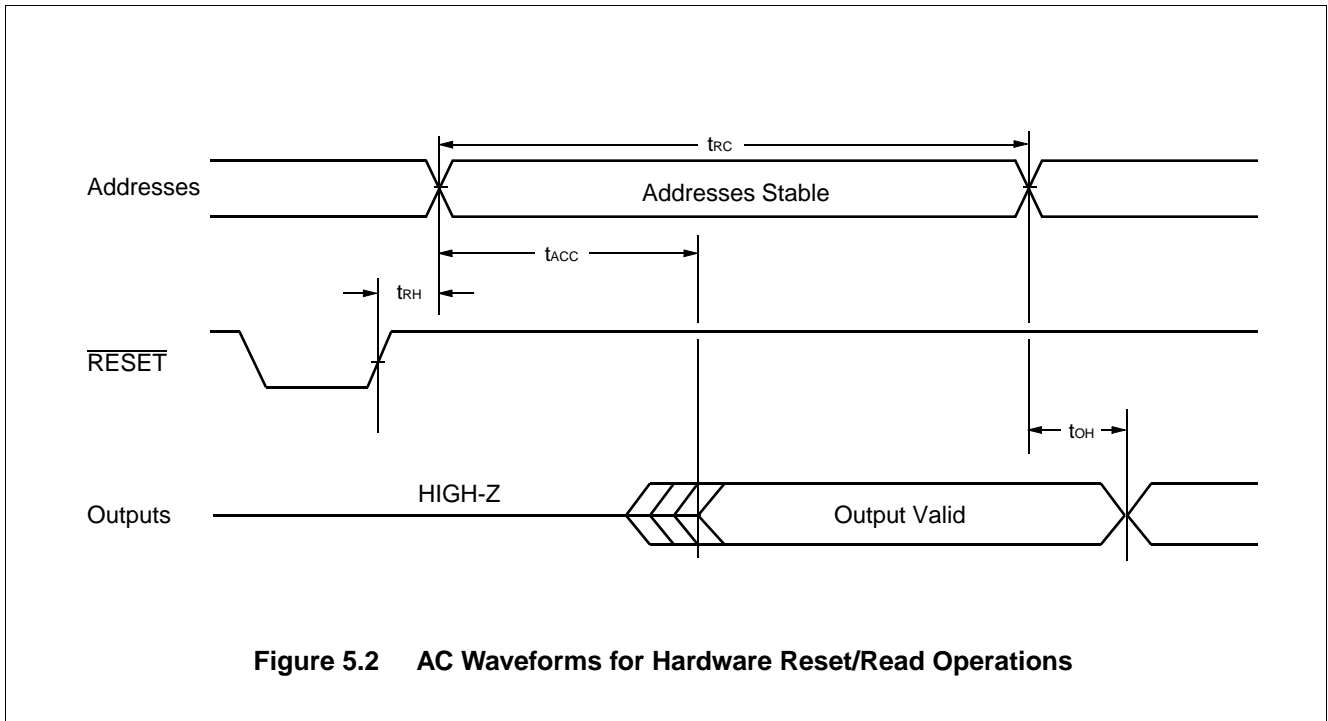 tRC
Addresses
Addresses Stable
tACC
tRH
RESET
tOH
HIGH-Z
Outputs
Output Valid
Figure 5.2 AC Waveforms for Hardware Reset/Read Operations